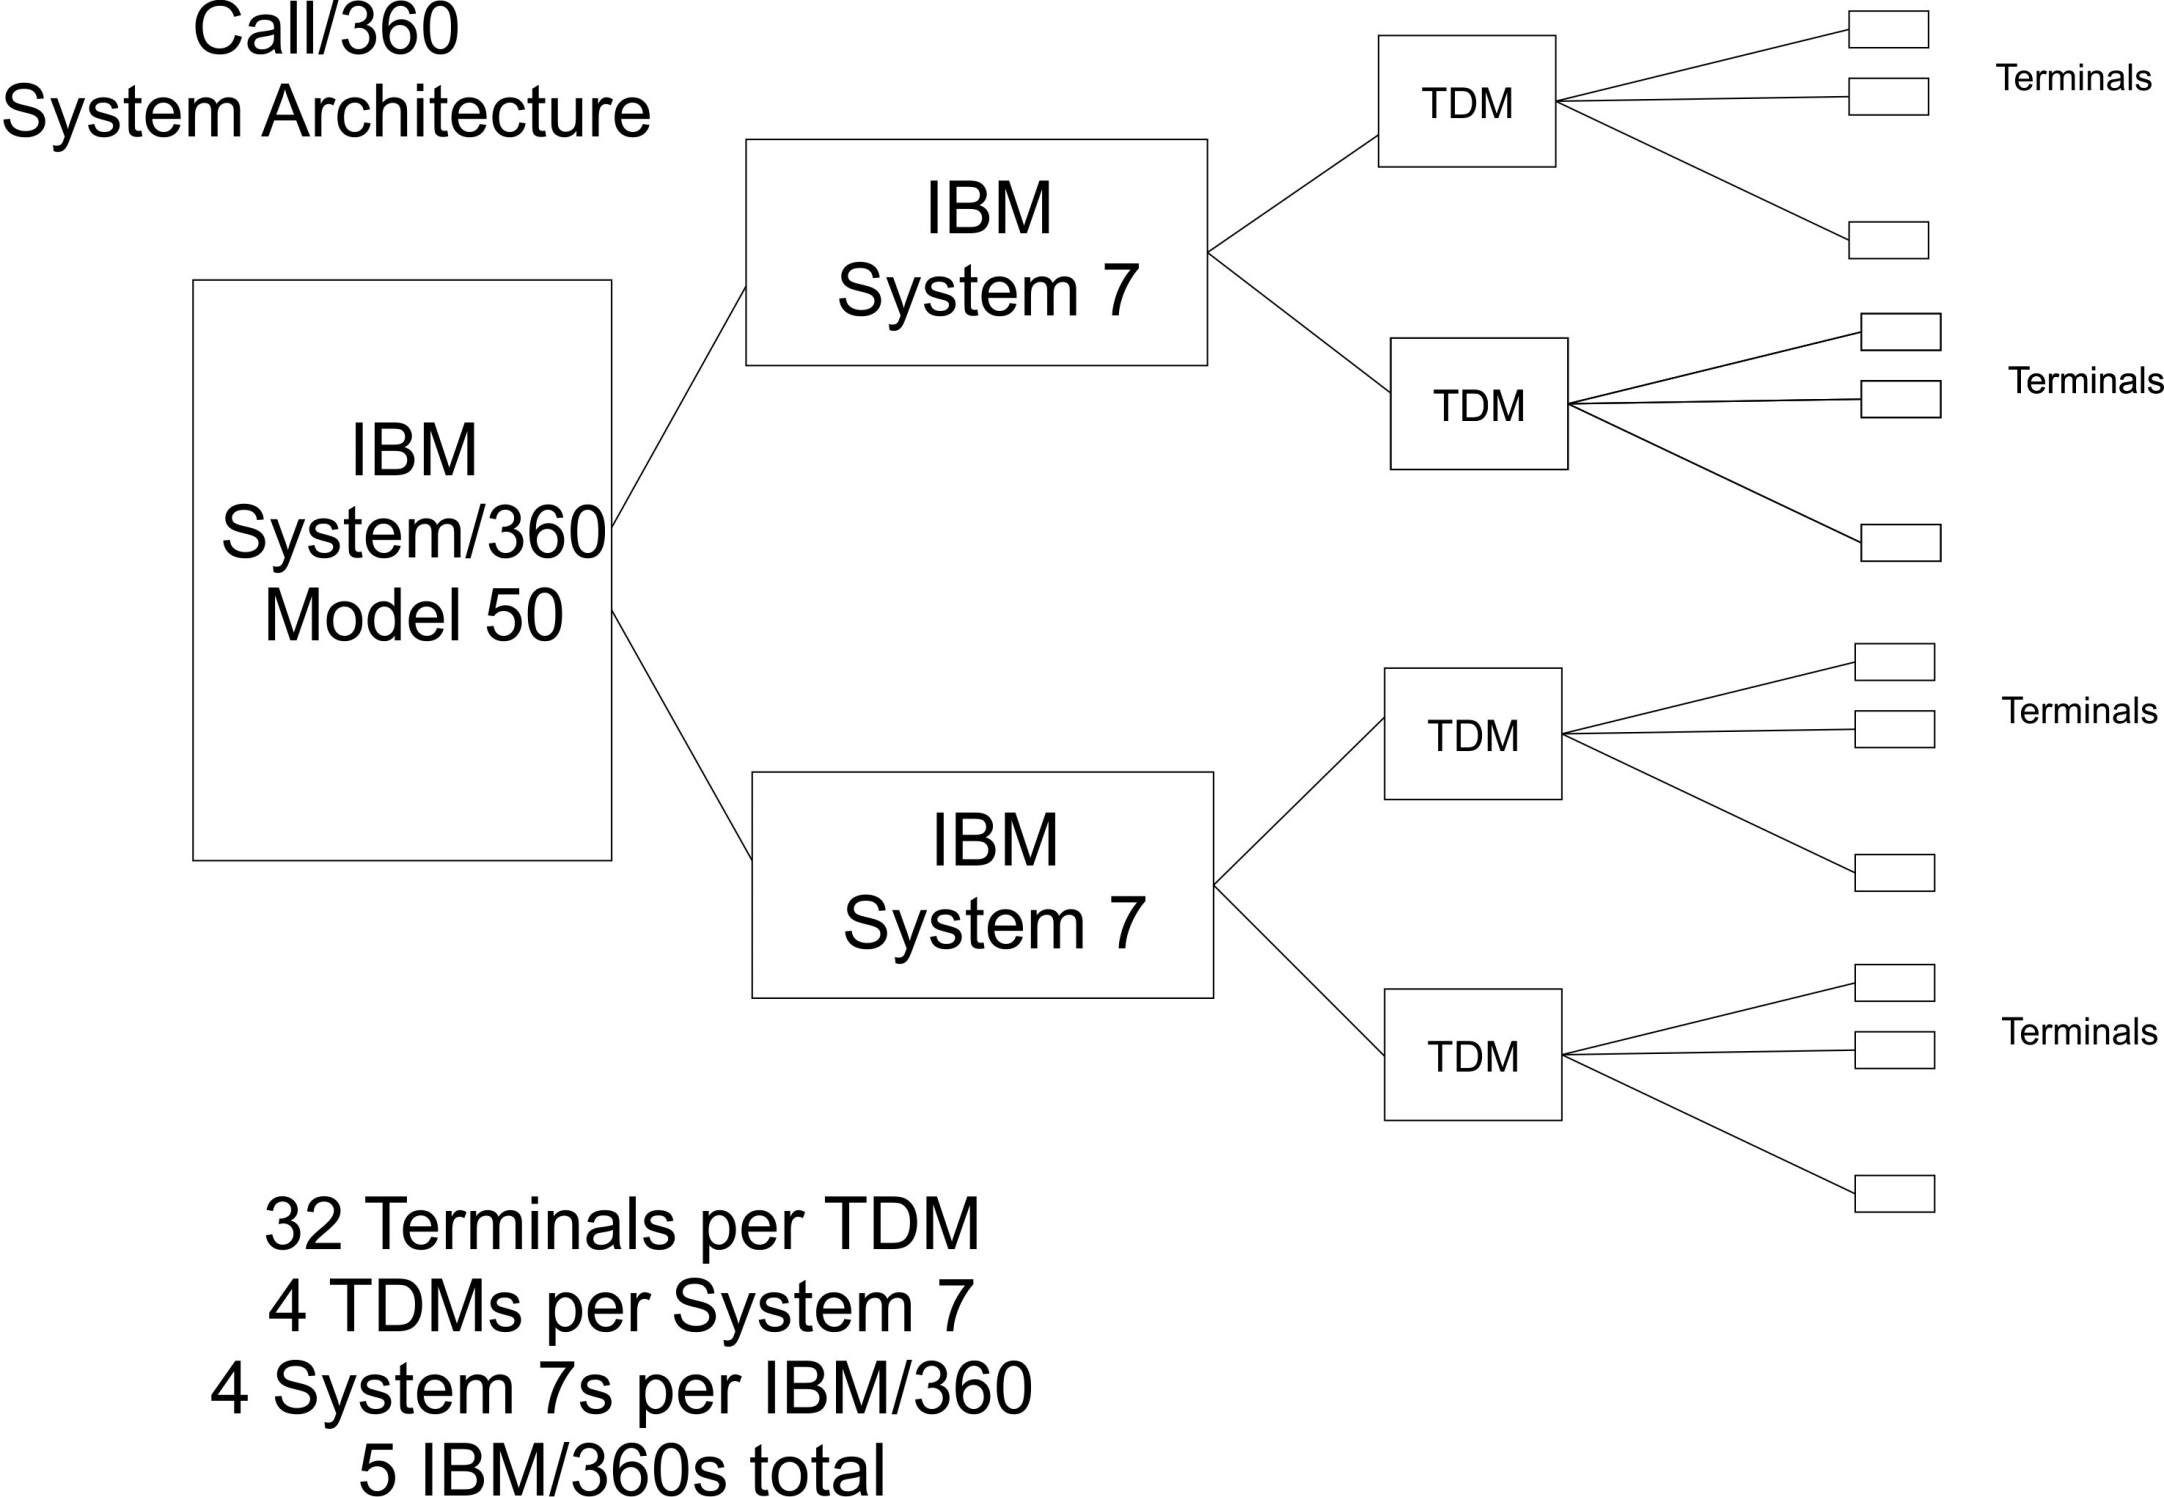 Call/360
System Architecture
IBM
System/360
Model 50
IBM
System 7
IBM
System 7
TDM
TDM
TDM
TDM
Terminals
Terminals
Terminals
Terminals
32 Terminals per TDM
4 TDMs per System 7
4 System 7s per IBM/360
5 IBM/360s total